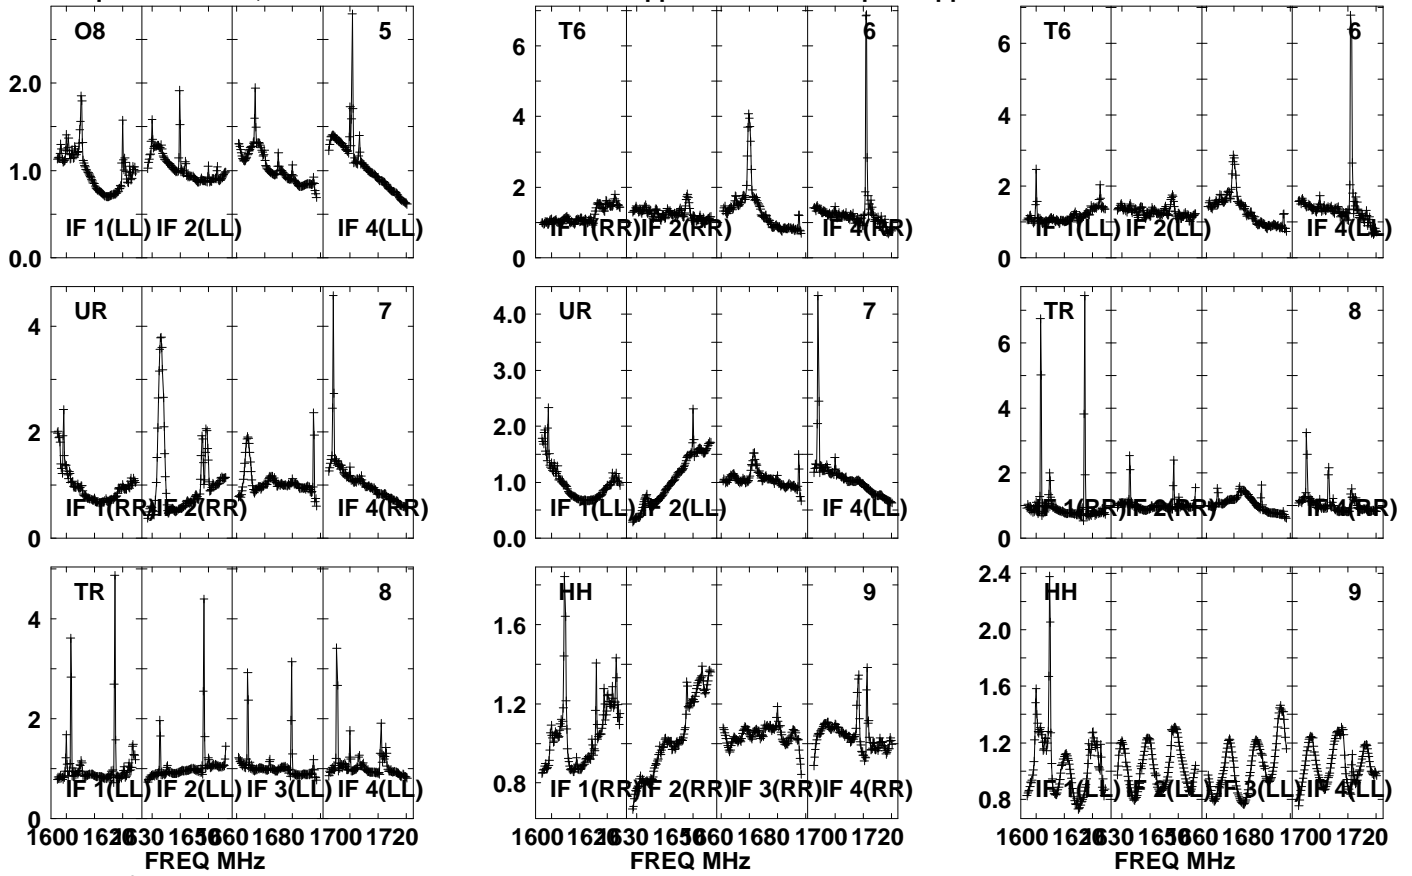 O8 5 T6 6 T6 6
2.0 6 6
4 4
1.0 2 2
IF 1(LL) IF 2(LL) IF 4(LL) IF 1(RR) IF 2(RR) IF 4(RR) IF 1(LL) IF 2(LL) IF 4(LL)
0.0 0 0
UR 7 UR 7 TR 8
4 4.0 6
3.0 4
2 2.0 2
1.0
IF 1(RR) IF 2(RR) IF 4(RR) IF 1(LL) IF 2(LL) IF 4(LL) IF 1(RR) IF 2(RR) IF 4(RR)
0 0.0 0
TR 8 HH 9 HH 9
2.4
4 1.6 2.0
1.6
2 1.2 1.2
IF 1(LL) IF 2(LL) IF 3(LL) IF 4(LL) IF 1(RR) IF 2(RR) IF 3(RR) IF 4(RR) IF 1(LL) IF 2(LL) IF 3(LL) IF 4(LL)
0 0.8 0.8
1600 1620 1630 1650 1660 1680 1700 1720 1600 1620 1630 1650 1660 1680 1700 1720 1600 1620 1630 1650 1660 1680 1700 1720
FREQ MHz FREQ MHz FREQ MHz